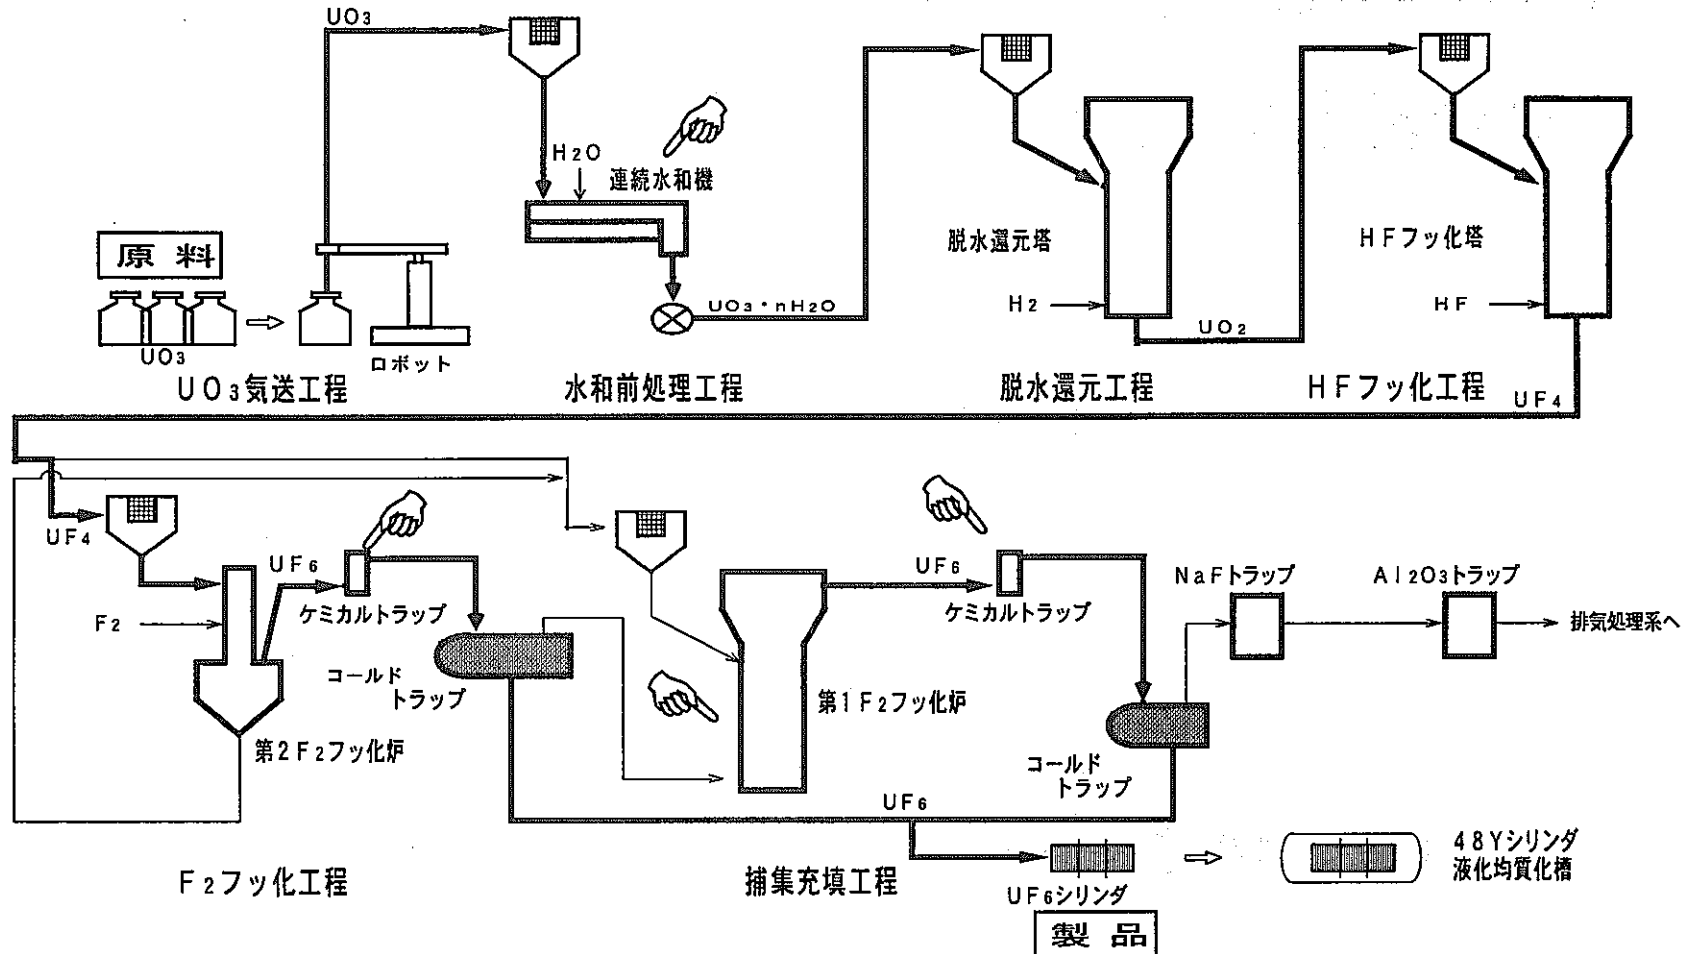 UO3
H2O
連続水和機
原料
UO3
ロボット
UO3気送工程
水和前処理工程
UO3・nH2O
脱水還元塔
H2
UO2
脱水還元工程
HFフッ化塔
HF
HFフッ化工程
UF4
UF4
UF6
F2
ケミカルトラップ
コールド
トラップ
第2F2フッ化炉
F2フッ化工程
UF6
ケミカルトラップ
第1F2フッ化炉
コールド
トラップ
NaFトラップ
Al2O3トラップ
排気処理系へ
UF6
捕集充填工程
UF6シリンダ
製品
48Yシリンダ
液化均質化槽